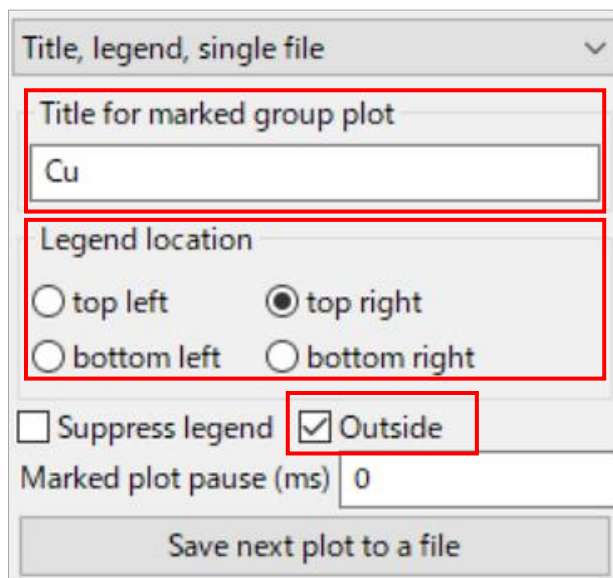 Title, legend, single file
Title for marked group plot
Cu
Legend location
top left top right
bottom left bottom right
Suppress legend Outside
Marked plot pause (ms) 0
Save next plot to a file